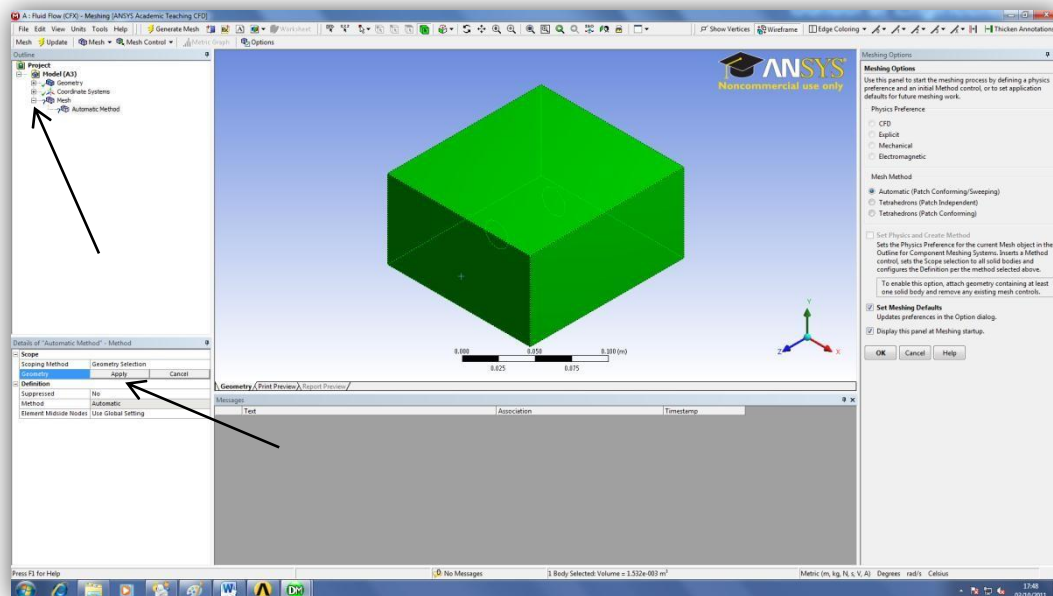 A : Fluid Flow (CFX) - Meshing [ANSYS Academic Teaching CFD]
File Edit View Units Tools Help Generate Mesh Worksheet Show Vertices Wireframe Edge Coloring Thicken Annotations
Mesh Update Mesh Mesh Control Metric Graph Options
Outline
Project
Model (A3)
Geometry
Coordinate Systems
Mesh
Automatic Method
Details of "Automatic Method" - Method
Scope
Scoping Method Geometry Selection
Geometry Apply Cancel
Definition
Suppressed No
Method Automatic
Element Midside Nodes Use Global Setting
ANSYS
Noncommercial use only
0.000 0.050 0.100 (m)
0.025 0.075
Y
Z X
Geometry Print Preview Report Preview
Messages
Text Association Timestamp
Meshing Options
Meshing Options
Use this panel to start the meshing process by defining a physics
preference and an initial Method control, or to set application
defaults for future meshing work.
Physics Preference
CFD
Explicit
Mechanical
Electromagnetic
Mesh Method
Automatic (Patch Conforming/Sweeping)
Tetrahedrons (Patch Independent)
Tetrahedrons (Patch Conforming)
Set Physics and Create Method
Sets the Physics Preference for the current Mesh object in the
Outline for Component Meshing Systems. Inserts a Method
control, sets the Scope selection to all solid bodies and
configures the Definition per the method selected above.
To enable this option, attach geometry containing at least
one solid body and remove any existing mesh controls.
Set Meshing Defaults
Updates preferences in the Option dialog.
Display this panel at Meshing startup.
OK Cancel Help
Press F1 for Help No Messages 1 Body Selected: Volume = 1.532e-003 m³ Metric (m, kg, N, s, V, A) Degrees rad/s Celsius
W DM 17:48
03/10/2011